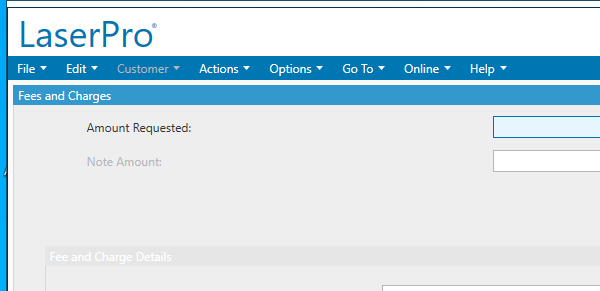 LaserPro®
File Edit Customer Actions Options Go To Online Help
Fees and Charges
Amount Requested:
Note Amount:
Fee and Charge Details